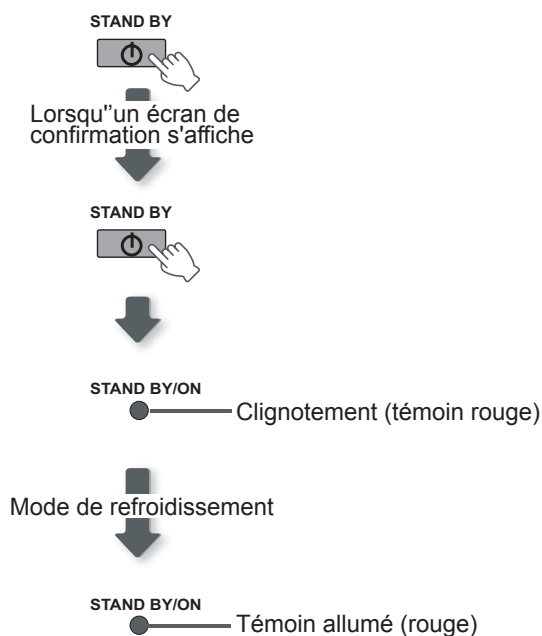 STAND BY
Lorsqu'’un écran de
confirmation s'affiche
STAND BY
STAND BY/ON
Clignotement (témoin rouge)
Mode de refroidissement
STAND BY/ON
Témoin allumé (rouge)